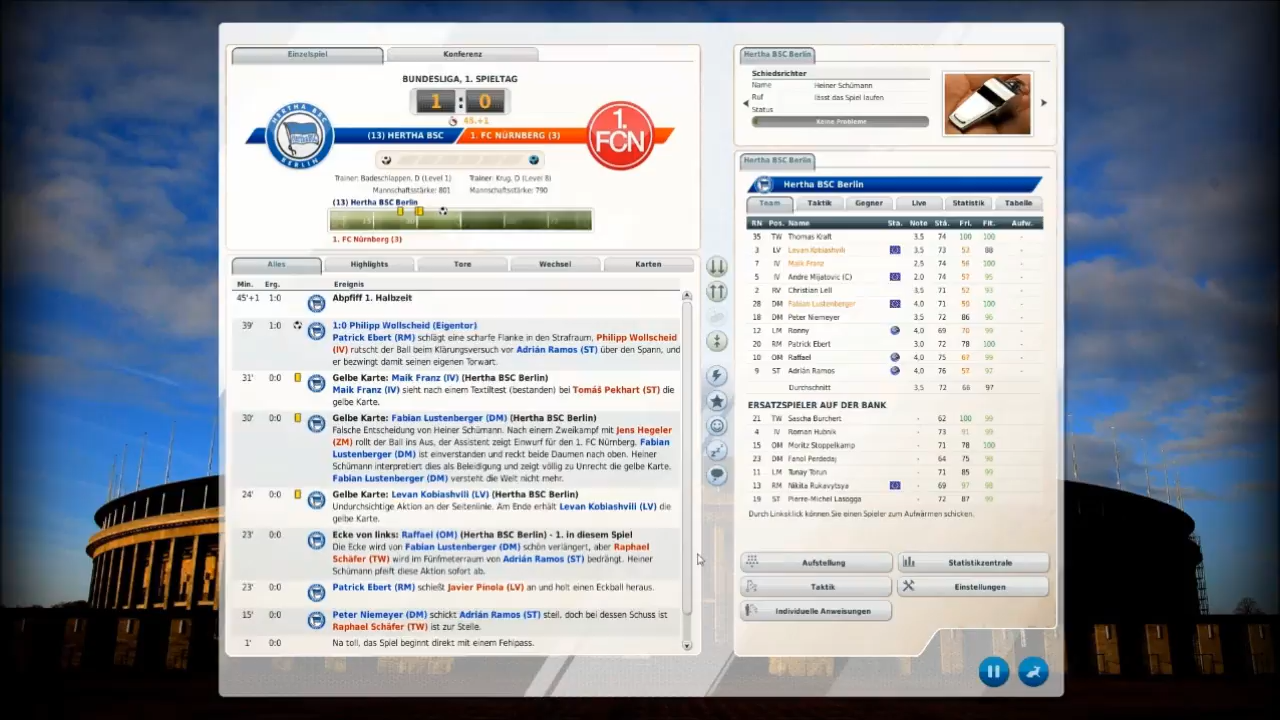 Einzelspiel
Konferenz
BUNDESLIGA, 1. SPIELTAG
1 : 0
45.+1
HERTHA BSC
BERLIN
(13) HERTHA BSC
1. FC NÜRNBERG (3)
1.
FCN
Trainer: Badeschlappen, D (Level 1)
Trainer: Krug, D (Level 8)
Mannschaftsstärke: 801
Mannschaftsstärke: 790
(13) Hertha BSC Berlin
1. FC Nürnberg (3)
Alles
Highlights
Tore
Wechsel
Karten
Min. Erg. Ereignis
45'+1 1:0 Abpfiff 1. Halbzeit
39' 1:0 1:0 Philipp Wollscheid (Eigentor)
Patrick Ebert (RM) schlägt eine scharfe Flanke in den Strafraum, Philipp Wollscheid
(IV) rutscht der Ball beim Klärungsversuch vor Adrián Ramos (ST) über den Spann, und
er bezwingt damit seinen eigenen Torwart.
31' 0:0 Gelbe Karte: Maik Franz (IV) (Hertha BSC Berlin)
Maik Franz (IV) sieht nach einem Textiltest (bestanden) bei Tomáš Pekhart (ST) die
gelbe Karte.
30' 0:0 Gelbe Karte: Fabian Lustenberger (DM) (Hertha BSC Berlin)
Falsche Entscheidung von Heiner Schümann. Nach einem Zweikampf mit Jens Hegeler
(ZM) rollt der Ball ins Aus, der Assistent zeigt Einwurf für den 1. FC Nürnberg. Fabian
Lustenberger (DM) ist einverstanden und reckt beide Daumen nach oben. Heiner
Schümann interpretiert dies als Beleidigung und zeigt völlig zu Unrecht die gelbe Karte.
Fabian Lustenberger (DM) versteht die Welt nicht mehr.
24' 0:0 Gelbe Karte: Levan Kobiashvili (LV) (Hertha BSC Berlin)
Undurchsichtige Aktion an der Seitenlinie. Am Ende erhält Levan Kobiashvili (LV) die
gelbe Karte.
23' 0:0 Ecke von links: Raffael (OM) (Hertha BSC Berlin) - 1. in diesem Spiel
Die Ecke wird von Fabian Lustenberger (DM) schön verlängert, aber Raphael
Schäfer (TW) wird im Fünfmeterraum von Adrián Ramos (ST) bedrängt. Heiner
Schümann pfeift diese Aktion sofort ab.
23' 0:0 Patrick Ebert (RM) schießt Javier Pinola (LV) an und holt einen Eckball heraus.
15' 0:0 Peter Niemeyer (DM) schickt Adrián Ramos (ST) steil, doch bei dessen Schuss ist
Raphael Schäfer (TW) ist zur Stelle.
1' 0:0 Na toll, das Spiel beginnt direkt mit einem Fehlpass.
Hertha BSC Berlin
Schiedsrichter
Name Heiner Schümann
Ruf lässt das Spiel laufen
Status
Keine Probleme
Hertha BSC Berlin
Hertha BSC Berlin
Team
Taktik
Gegner
Live
Statistik
Tabelle
RN Pos. Name Sta. Note Stä. Fri. Fit. Aufw.
35 TW Thomas Kraft 3.5 74 100 100 -
3 LV Levan Kobiashvili 3.5 73 53 88 -
7 IV Maik Franz 2.5 74 56 100 -
5 IV Andre Mijatovic (C) 2.0 74 57 95 -
2 RV Christian Lell 3.5 71 52 93 -
28 DM Fabian Lustenberger 4.0 71 50 100 -
18 DM Peter Niemeyer 3.5 72 86 96 -
12 LM Ronny 4.0 69 70 99 -
20 RM Patrick Ebert 3.0 72 78 100 -
10 OM Raffael 4.0 75 67 99 -
9 ST Adrián Ramos 4.0 76 57 97 -
Durchschnitt 3,5 72 66 97
ERSATZSPIELER AUF DER BANK
21 TW Sascha Burchert - 62 100 99 -
4 IV Roman Hubnik - 73 91 99 -
15 OM Moritz Stoppelkamp - 71 78 100 -
23 DM Fanol Perdedaj - 64 75 98 -
11 LM Tunay Torun - 71 85 99 -
13 RM Nikita Rukavytsya - 69 97 98 -
19 ST Pierre-Michel Lasogga - 72 87 99 -
Durch Linksklick können Sie einen Spieler zum Aufwärmen schicken.
Aufstellung
Statistikzentrale
Taktik
Einstellungen
Individuelle Anweisungen